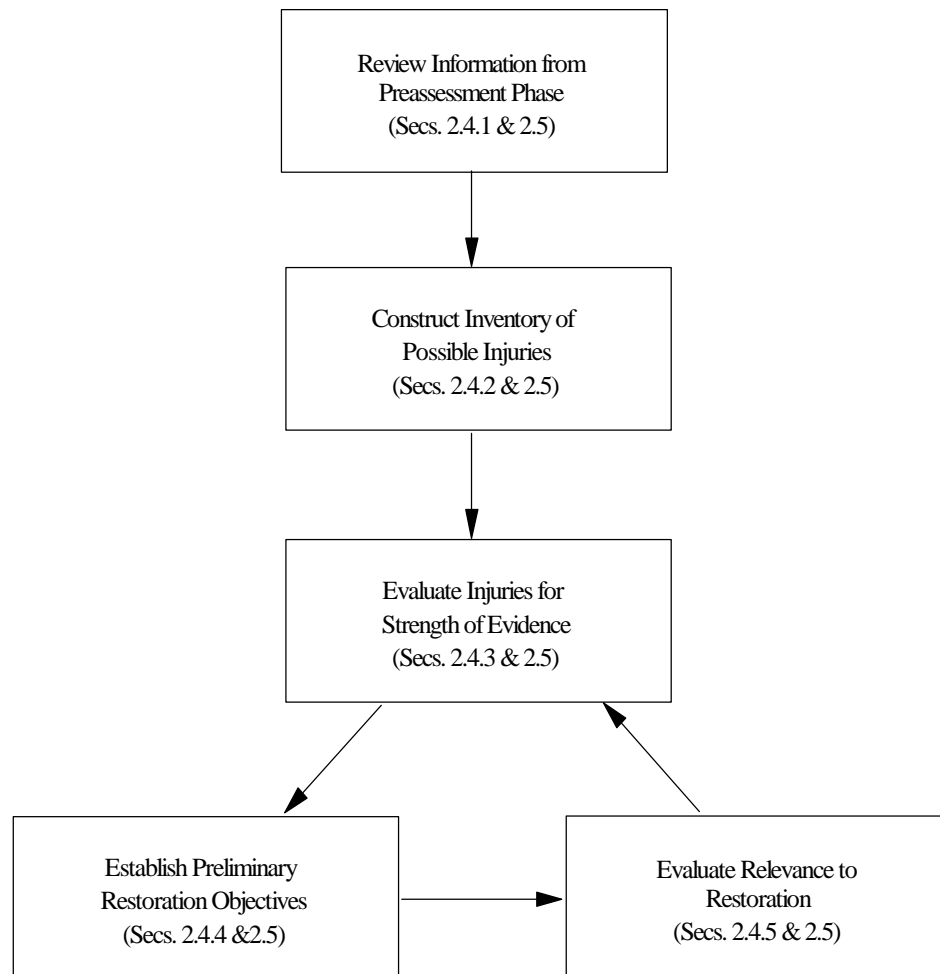 Review Information from
Preassessment Phase
(Secs. 2.4.1 & 2.5)
Construct Inventory of
Possible Injuries
(Secs. 2.4.2 & 2.5)
Evaluate Injuries for
Strength of Evidence
(Secs. 2.4.3 & 2.5)
Establish Preliminary
Restoration Objectives
(Secs. 2.4.4 &2.5)
Evaluate Relevance to
Restoration
(Secs. 2.4.5 & 2.5)